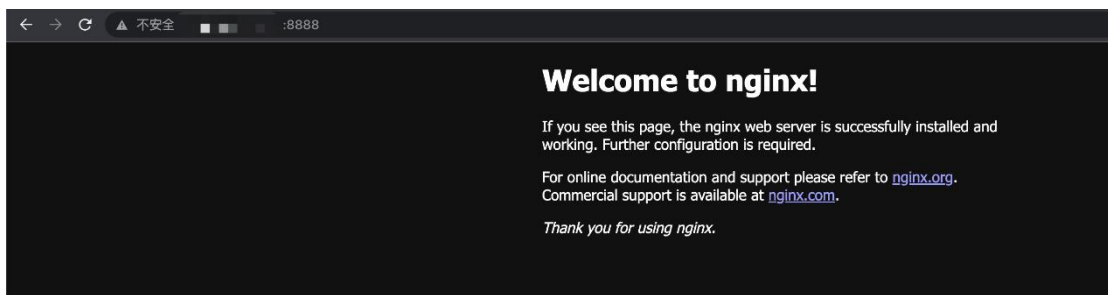 不安全 :8888
Welcome to nginx!
If you see this page, the nginx web server is successfully installed and
working. Further configuration is required.
For online documentation and support please refer to nginx.org.
Commercial support is available at nginx.com.
Thank you for using nginx.